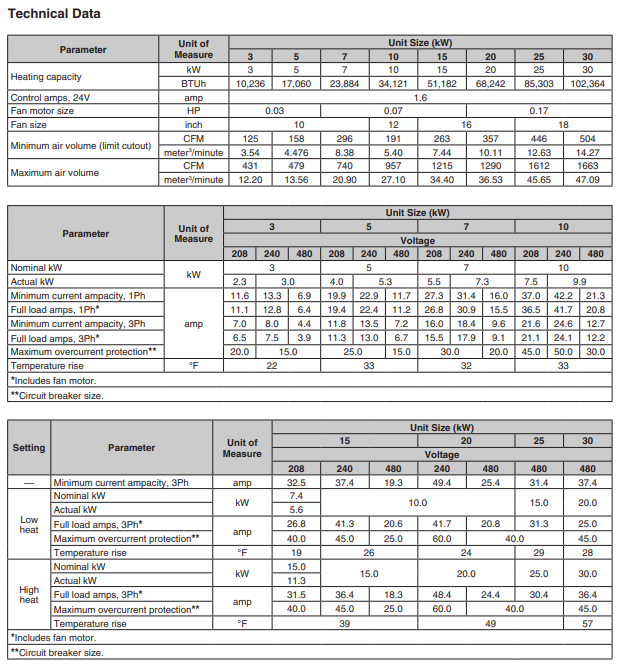 Technical Data
Parameter Unit of Measure Unit Size (kW)
3 5 7 10 15 20 25 30
Heating capacity kW 3 5 7 10 15 20 25 30
BTUh 10,236 17,060 23,884 34,121 51,182 68,242 85,303 102,364
Control amps, 24V amp 1.6
Fan motor size HP 0.03 0.07 0.17
Fan size inch 10 12 16 18
Minimum air volume (limit cutout) CFM 125 158 296 191 263 357 446 504
meter³/minute 3.54 4.476 8.38 5.40 7.44 10.11 12.63 14.27
Maximum air volume CFM 431 479 740 957 1215 1290 1612 1663
meter³/minute 12.20 13.56 20.90 27.10 34.40 36.53 45.65 47.09
Parameter Unit of Measure Unit Size (kW)
3 5 7 10
Voltage
208 240 480 208 240 480 208 240 480 208 240 480
Nominal kW kW 3 5 7 10
Actual kW 2.3 3.0 4.0 5.3 5.5 7.3 7.5 9.9
Minimum current ampacity, 1Ph amp 11.6 13.3 6.9 19.9 22.9 11.7 27.3 31.4 16.0 37.0 42.2 21.3
Full load amps, 1Ph* 11.1 12.8 6.4 19.4 22.4 11.2 26.8 30.9 15.5 36.5 41.7 20.8
Minimum current ampacity, 3Ph 7.0 8.0 4.4 11.8 13.5 7.2 16.0 18.4 9.6 21.6 24.6 12.7
Full load amps, 3Ph* 6.5 7.5 3.9 11.3 13.0 6.7 15.5 17.9 9.1 21.1 24.1 12.2
Maximum overcurrent protection** 20.0 15.0 25.0 15.0 30.0 20.0 45.0 50.0 30.0
Temperature rise °F 22 33 32 33
*Includes fan motor.
**Circuit breaker size.
Setting Parameter Unit of Measure Unit Size (kW)
15 20 25 30
Voltage
208 240 480 240 480 480 480
— Minimum current ampacity, 3Ph amp 32.5 37.4 19.3 49.4 25.4 31.4 37.4
Low heat Nominal kW kW 7.4 10.0 15.0 20.0
Actual kW 5.6
Full load amps, 3Ph* amp 26.8 41.3 20.6 41.7 20.8 31.3 25.0
Maximum overcurrent protection** 40.0 45.0 25.0 60.0 40.0 45.0
Temperature rise °F 19 26 24 29 28
High heat Nominal kW kW 15.0 15.0 20.0 25.0 30.0
Actual kW 11.3
Full load amps, 3Ph* amp 31.5 36.4 18.3 48.4 24.4 30.4 36.4
Maximum overcurrent protection** 40.0 45.0 25.0 60.0 40.0 45.0
Temperature rise °F 39 49 57
*Includes fan motor.
**Circuit breaker size.